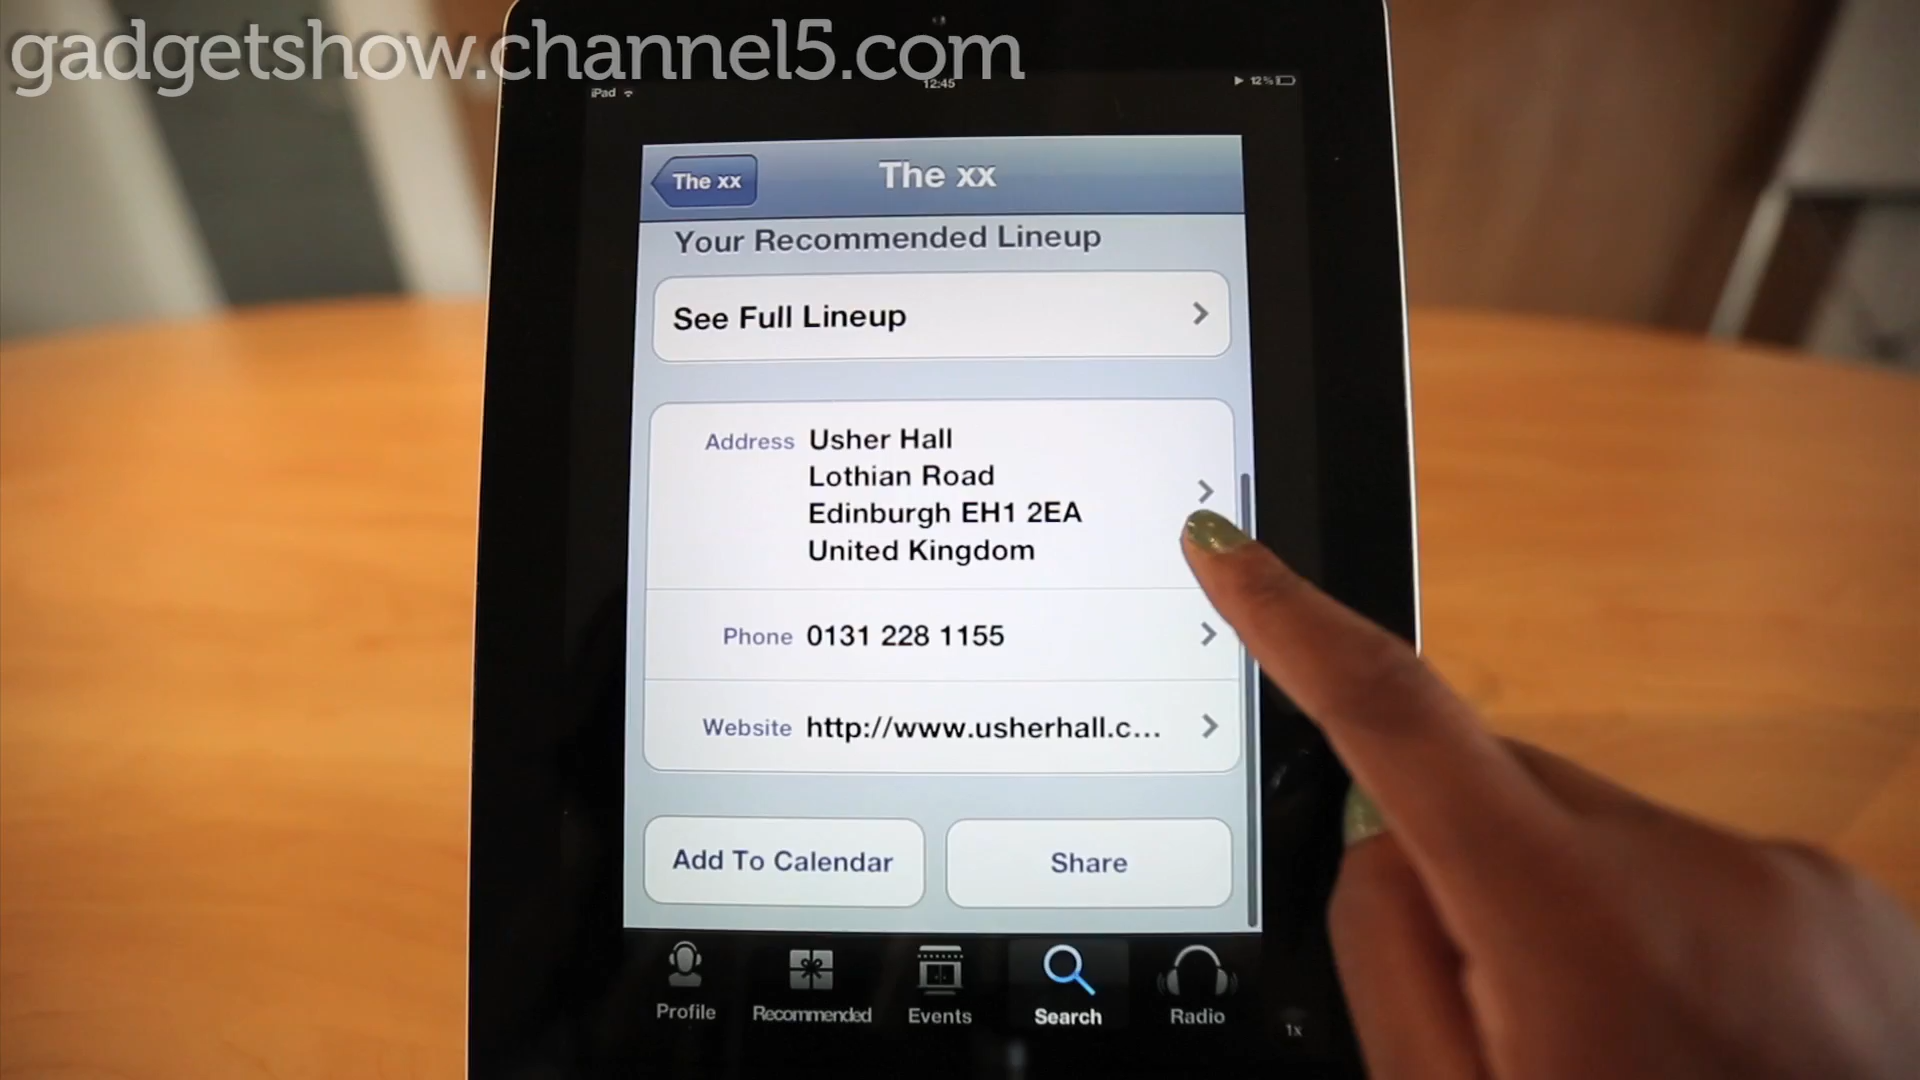 gadgetshow.channel5.com
iPad
12:45
12%
The xx
The xx
Your Recommended Lineup
See Full Lineup
Address Usher Hall
Lothian Road
Edinburgh EH1 2EA
United Kingdom
Phone 0131 228 1155
Website http://www.usherhall.c...
Add To Calendar
Share
Profile
Recommended
Events
Search
Radio
1x